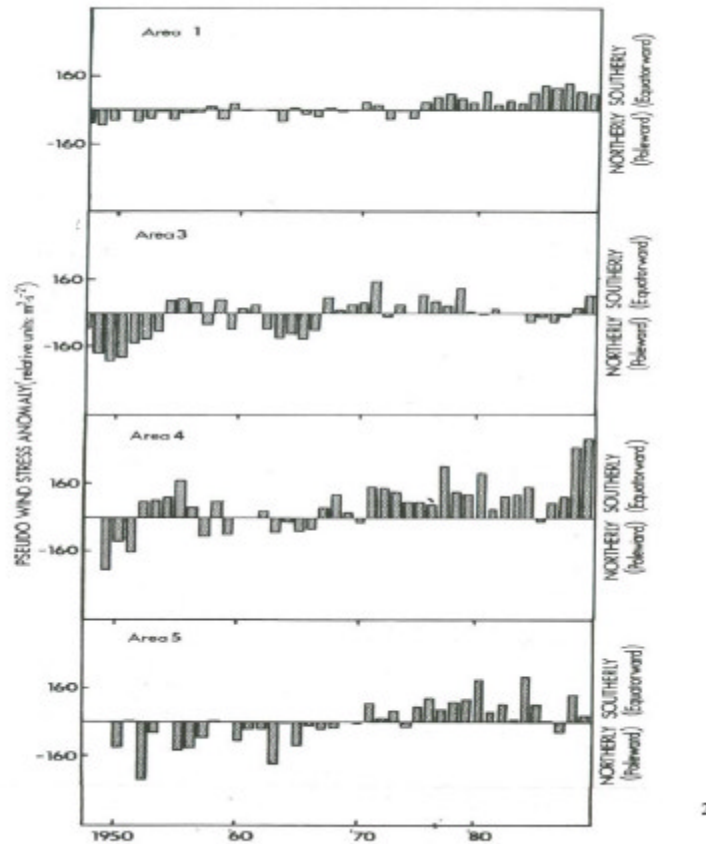 Area 1
160
-160
NORTHERLY SOUTHERLY
(Poleward) (Equatorward)
Area 3
160
-160
NORTHERLY SOUTHERLY
(Poleward) (Equatorward)
PSEUDO WIND STRESS ANOMALY (relative units: m²s⁻²)
Area 4
160
-160
NORTHERLY SOUTHERLY
(Poleward) (Equatorward)
Area 5
160
-160
NORTHERLY SOUTHERLY
(Poleward) (Equatorward)
1950 '60 '70 '80
2